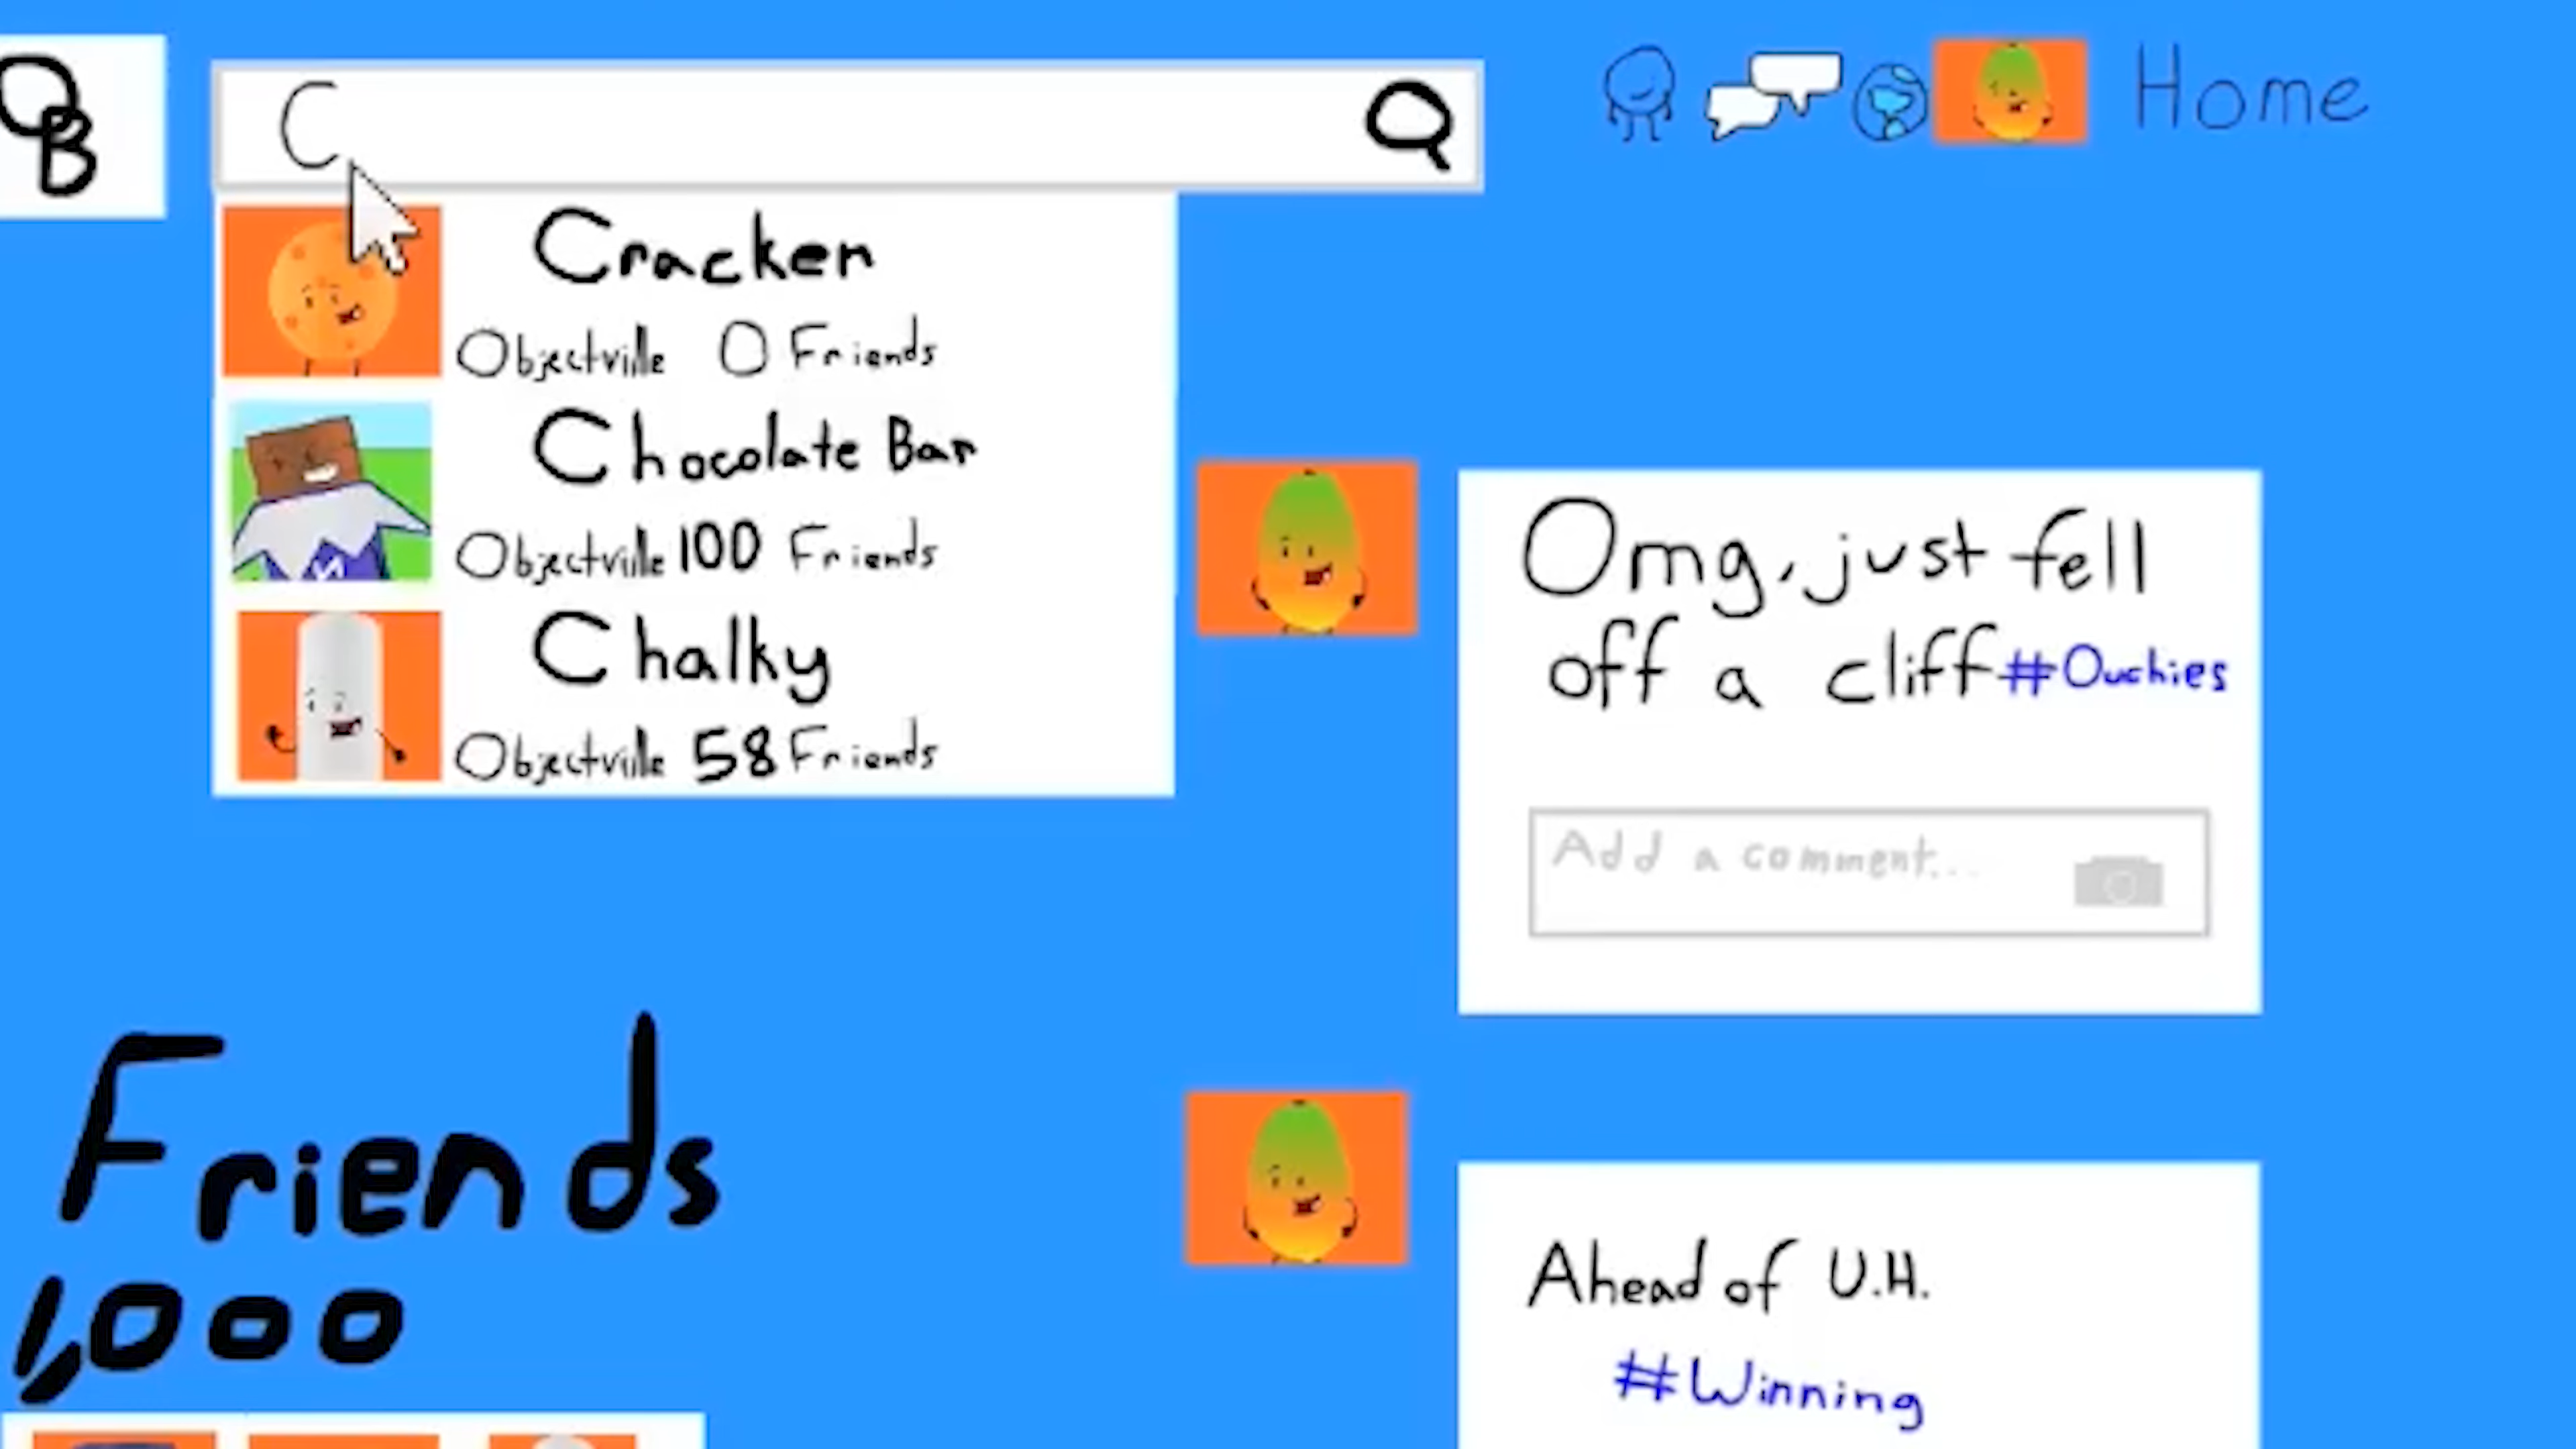 OB
C
Home
Cracker
Objectville 0 Friends
Chocolate Bar
Objectville 100 Friends
Chalky
Objectville 58 Friends
Omg, just fell
off a cliff #Ouchies
Add a comment...
Friends
1,000
Ahead of U.H.
#Winning